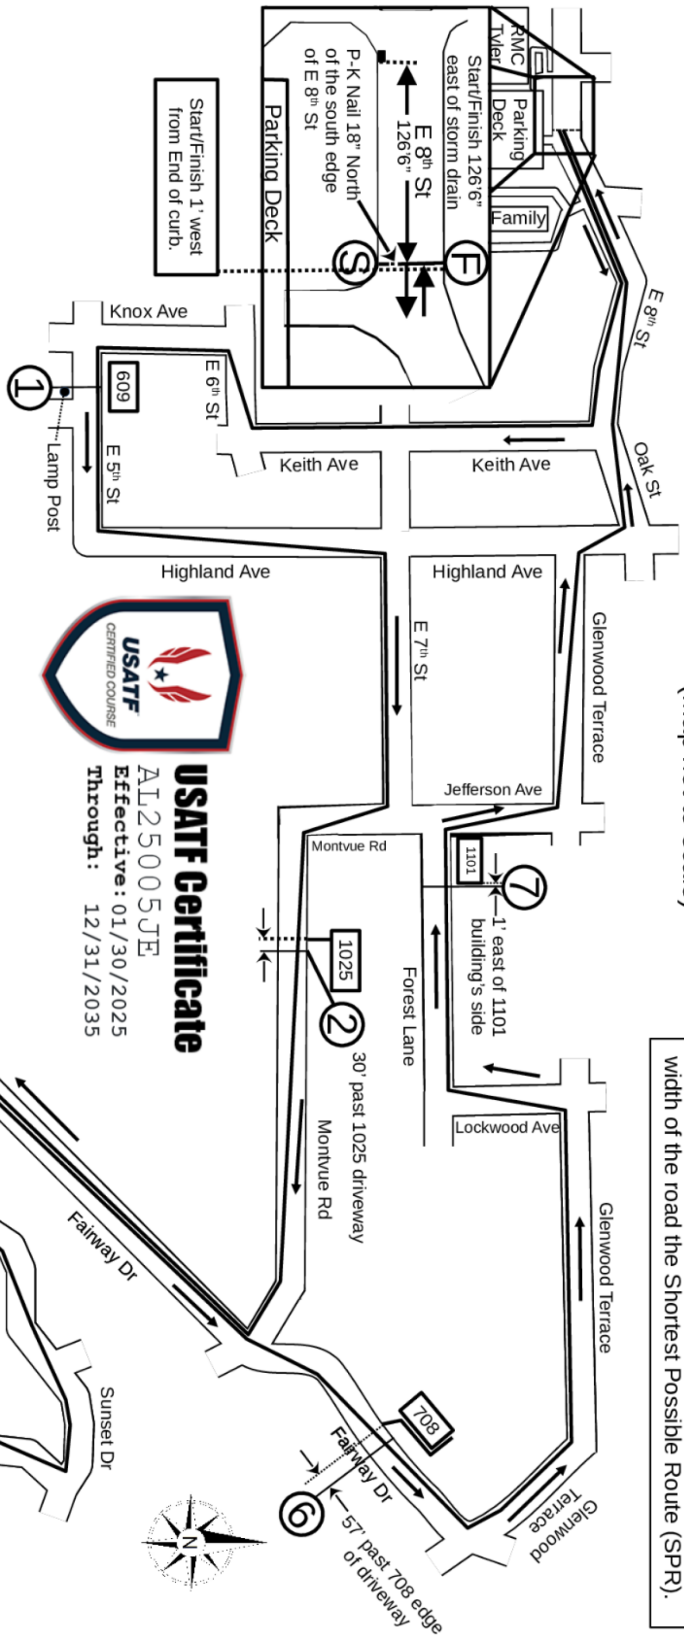 RMC
Tyler
Parking
Deck
Family
Start/Finish 126'6"
east of storm drain
E 8th St
126'6"
P-K Nail 18" North
of the south edge
of E 8th St
F
S
Parking Deck
Start/Finish 1' west
from End of curb.
E 8th St
Oak St
Knox Ave
E 6th St
609
1
Lamp Post
E 5th St
Keith Ave
Keith Ave
Highland Ave
Highland Ave
E 7th St
Glenwood Terrace
Jefferson Ave
Montvue Rd
1101
7
1' east of 1101
building's side
Forest Lane
1025
2
30' past 1025 driveway
Montvue Rd
Lockwood Ave
Glenwood Terrace
width of the road the Shortest Possible Route (SPR).
USATF
CERTIFIED COURSE
USATF Certificate
AL25005JE
Effective: 01/30/2025
Through: 12/31/2035
Fairway Dr
Sunset Dr
708
Fairway Dr
6
57' past 708 edge
of driveway
Glenwood
Terrace
N